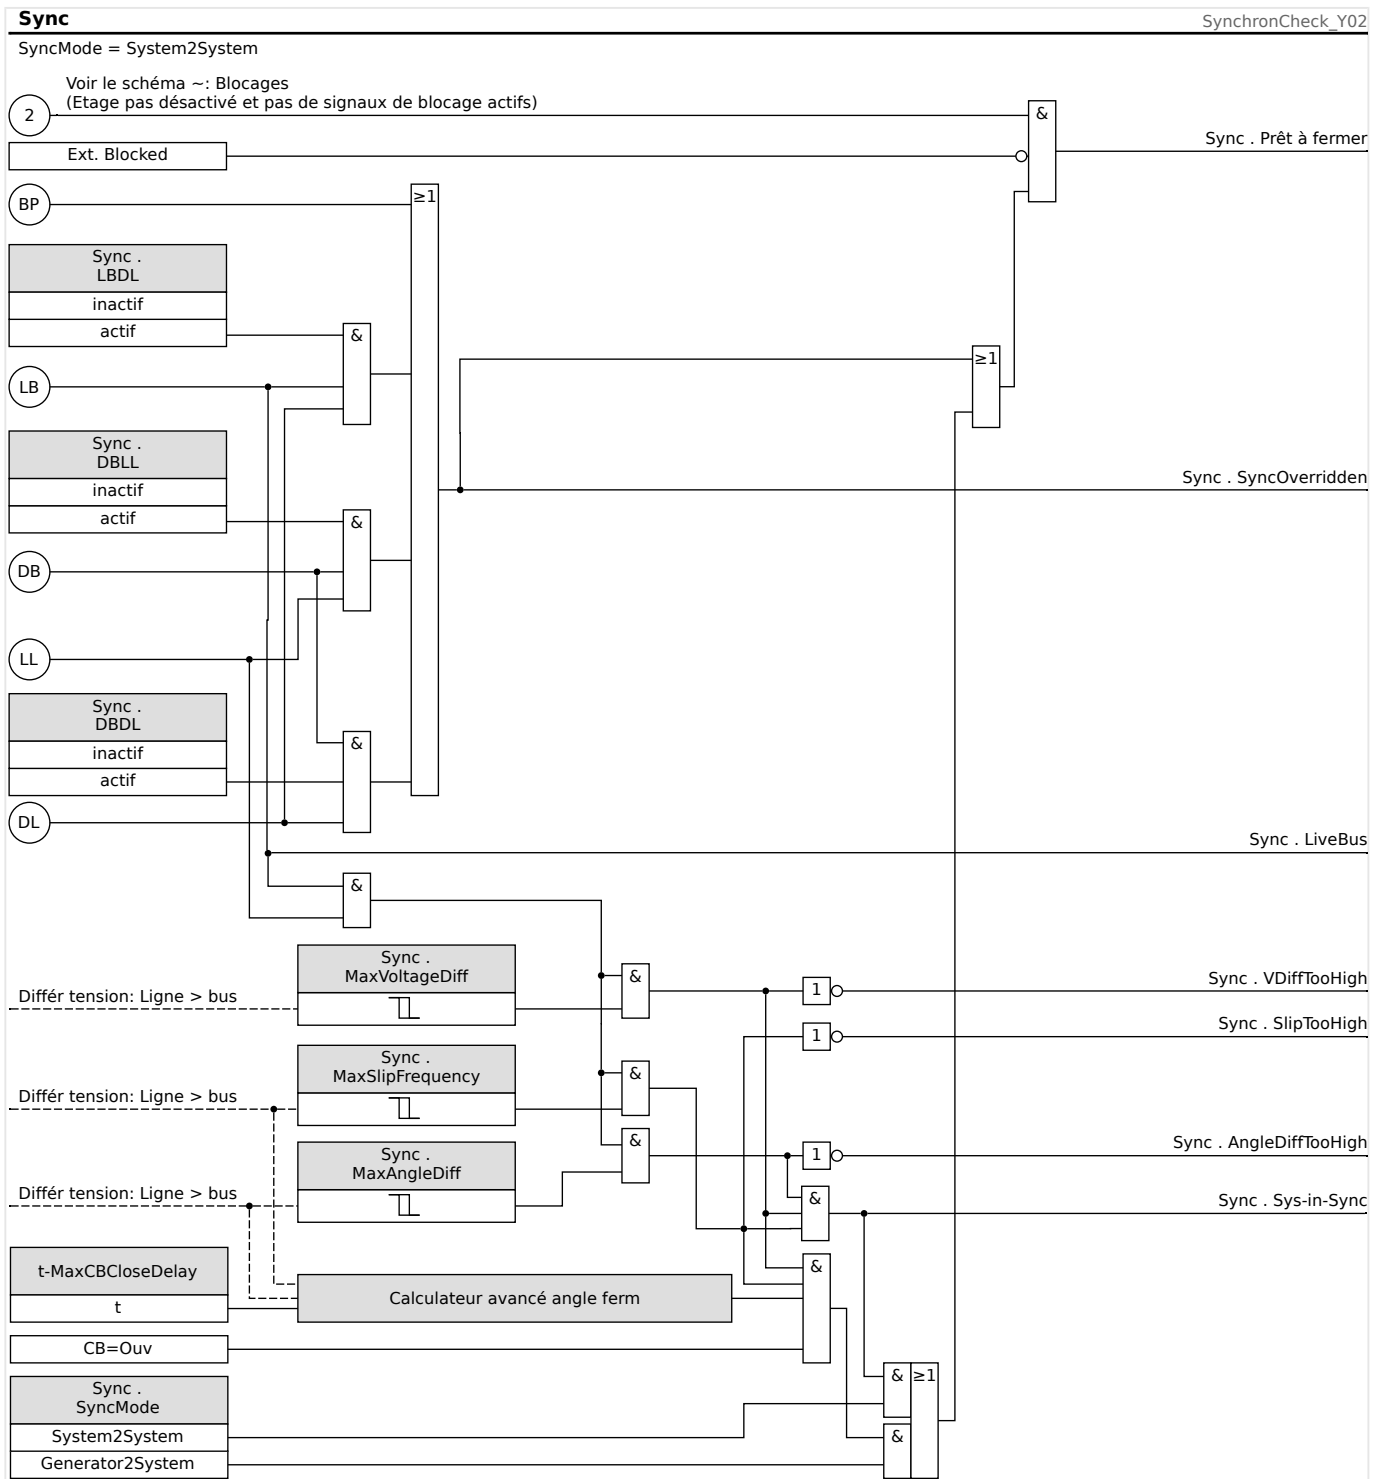 Sync
SynchronCheck_Y02
SyncMode = System2System
Voir le schéma ~: Blocages
(Etage pas désactivé et pas de signaux de blocage actifs)
2
&
Sync . Prêt à fermer
Ext. Blocked
BP
≥1
Sync .
LBDL
inactif
actif
&
≥1
LB
Sync .
DBLL
inactif
actif
&
Sync . SyncOverridden
DB
LL
Sync .
DBDL
inactif
actif
&
DL
Sync . LiveBus
&
Sync .
MaxVoltageDiff
&
Différ tension: Ligne > bus
1
Sync . VDiffTooHigh
1
Sync . SlipTooHigh
Sync .
MaxSlipFrequency
&
Différ tension: Ligne > bus
Sync .
MaxAngleDiff
&
1
Sync . AngleDiffTooHigh
Différ tension: Ligne > bus
&
Sync . Sys-in-Sync
t-MaxCBCloseDelay
t
Calculateur avancé angle ferm
&
CB=Ouv
Sync .
SyncMode
System2System
Generator2System
&
≥1
&